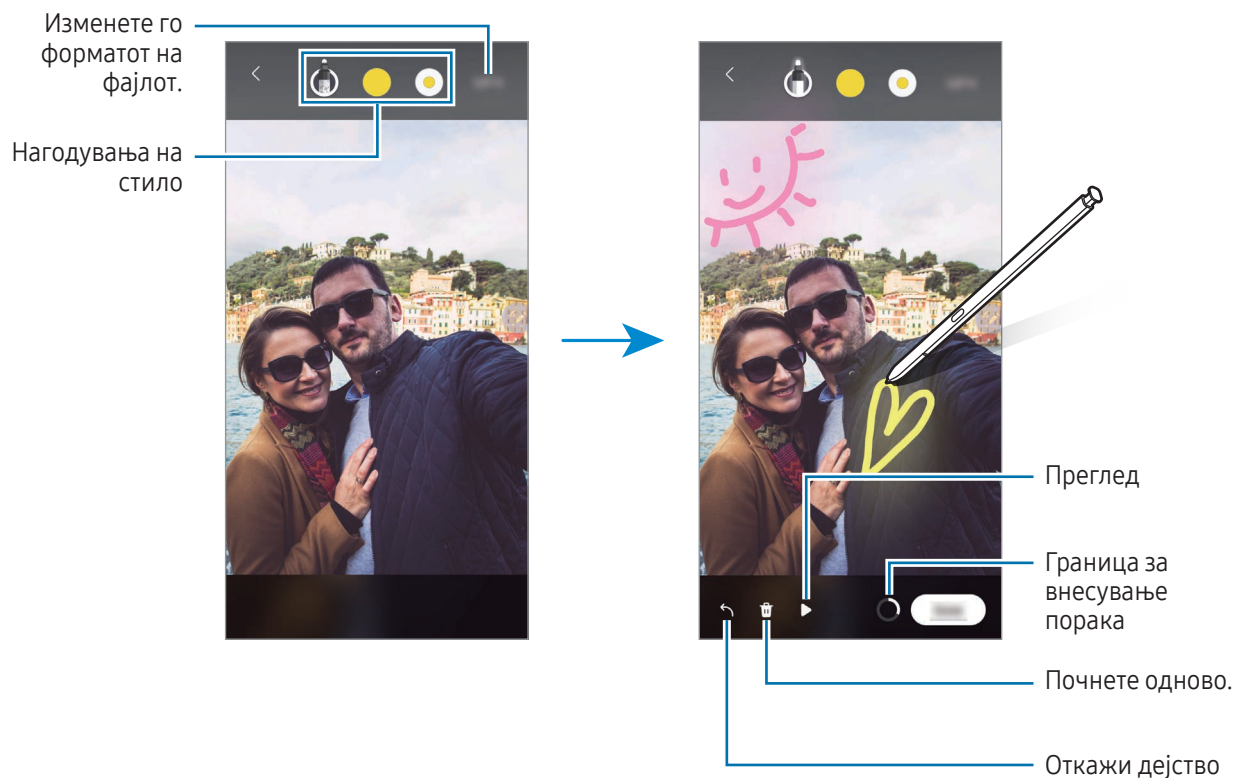 Изменете го
форматот на
фајлот.
Нагодувања на
стило
Преглед
Граница за
внесување
порака
Почнете одново.
Откажи дејство